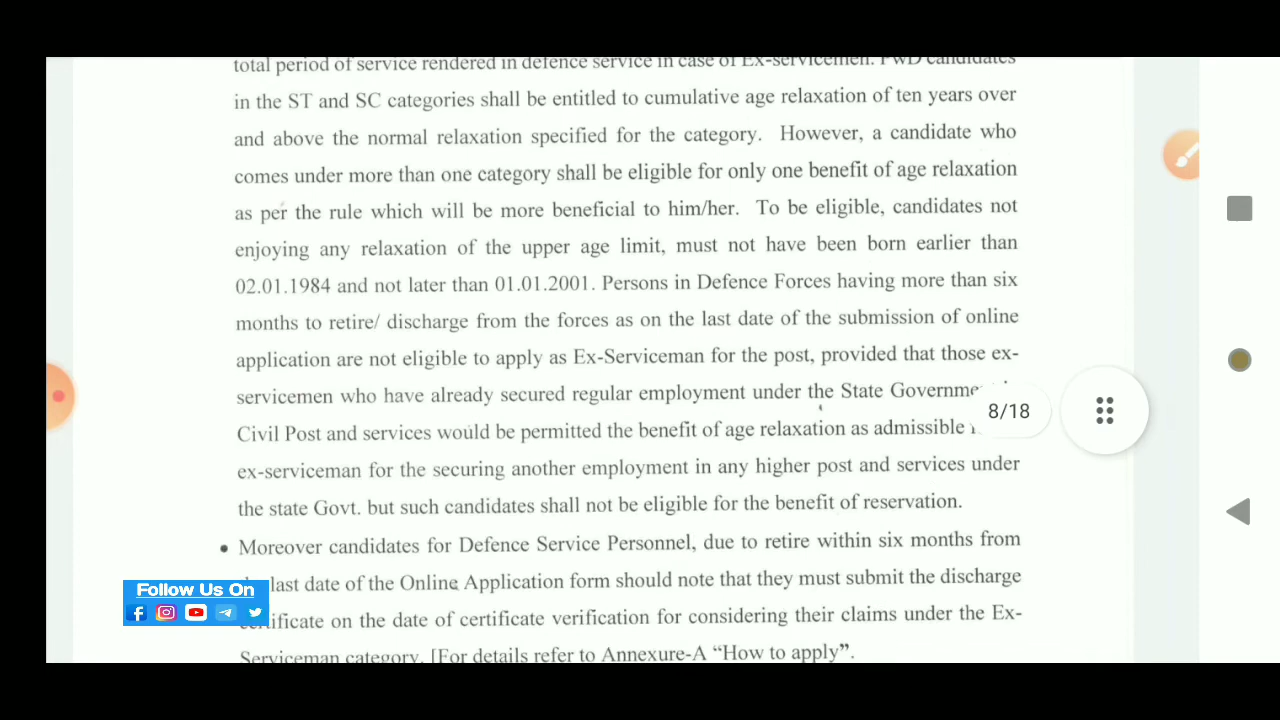 total period of service rendered in defence service in case of Ex-servicemen. PWD candidates
in the ST and SC categories shall be entitled to cumulative age relaxation of ten years over
and above the normal relaxation specified for the category. However, a candidate who
comes under more than one category shall be eligible for only one benefit of age relaxation
as per the rule which will be more beneficial to him/her. To be eligible, candidates not
enjoying any relaxation of the upper age limit, must not have been born earlier than
02.01.1984 and not later than 01.01.2001. Persons in Defence Forces having more than six
months to retire/ discharge from the forces as on the last date of the submission of online
application are not eligible to apply as Ex-Serviceman for the post, provided that those ex-
servicemen who have already secured regular employment under the State
8/18
Civil Post and services would be permitted the benefit of age relaxation as admissible
ex-serviceman for the securing another employment in any higher post and services under
the state Govt. but such candidates shall not be eligible for the benefit of reservation.
• Moreover candidates for Defence Service Personnel, due to retire within six months from
last date of the Online Application form should note that they must submit the discharge
Follow Us On
certificate on the date of certificate verification for considering their claims under the Ex-
Serviceman category. [For details refer to Annexure-A “How to apply”.